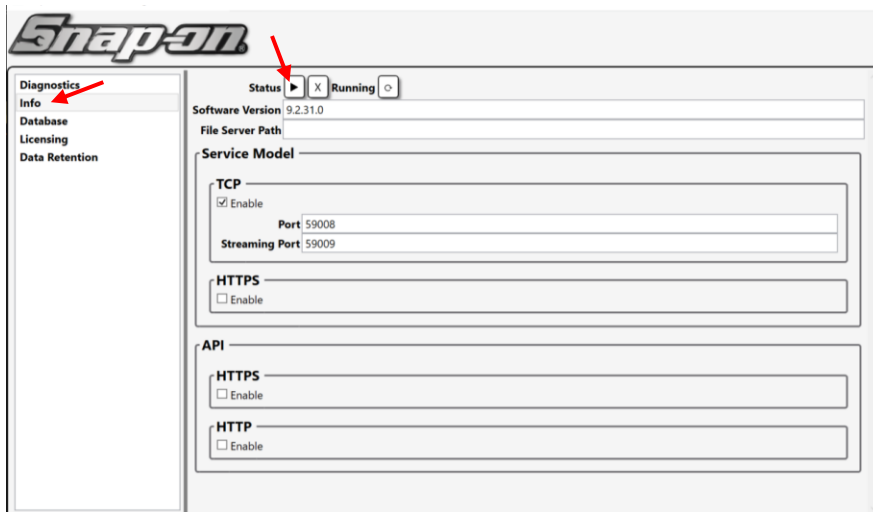 Snap-on
Diagnostics
Info
Database
Licensing
Data Retention
Status X Running
Software Version 9.2.31.0
File Server Path
Service Model
TCP
Enable
Port 59008
Streaming Port 59009
HTTPS
Enable
API
HTTPS
Enable
HTTP
Enable